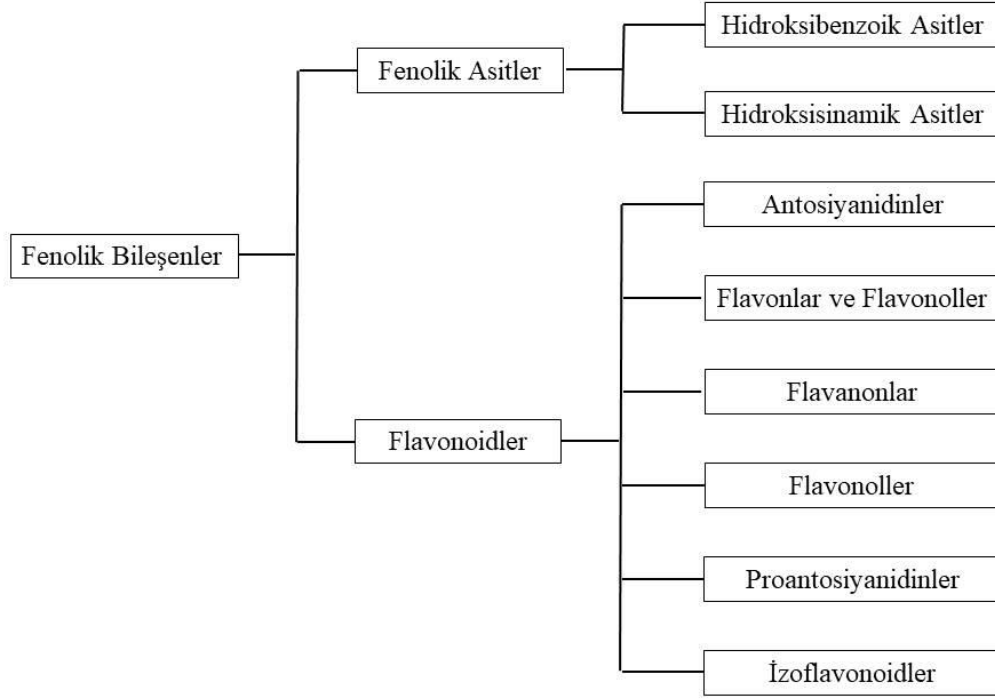 Hidroksibenzoik Asitler
Fenolik Asitler
Hidroksisinamik Asitler
Antosiyanidinler
Fenolik Bileşenler
Flavonlar ve Flavonoller
Flavanonlar
Flavonoidler
Flavonoller
Proantosiyanidinler
İzoflavonoidler